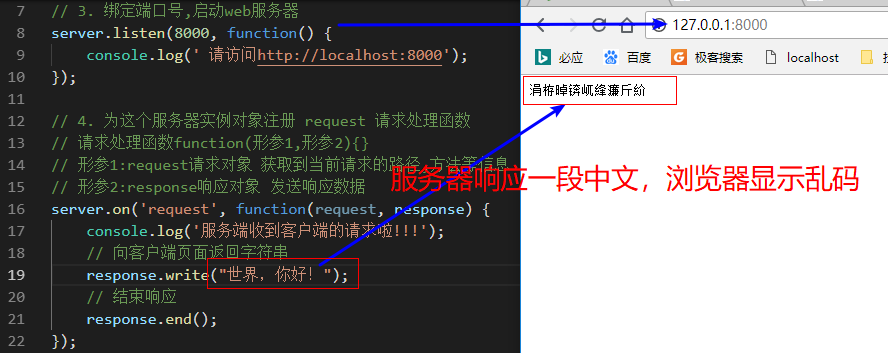 7 // 3. 绑定端口号,启动web服务器
8 server.listen(8000, function() {
9 console.log(' 请访问http://localhost:8000');
10 });
11
12 // 4. 为这个服务器实例对象注册 request 请求处理函数
13 // 请求处理函数function(形参1,形参2){}
14 // 形参1:request请求对象 获取到当前请求的路径,方法等信息
15 // 形参2:response响应对象 发送响应数据
16 server.on('request', function(request, response) {
17 console.log('服务端收到客户端的请求啦!!!');
18 // 向客户端页面返回字符串
19 response.write("世界，你好！");
20 // 结束响应
21 response.end();
22 });
127.0.0.1:8000
必应 百度 极客搜索 localhost
服务器响应一段中文，浏览器显示乱码